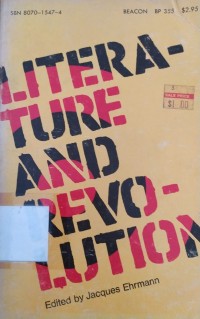 ISBN 8070-1567-4 BEACON BP 355 $2.95
LITERA-
TURE
AND
REVO-
LUTION
SALE PRICE
$1.00
Edited by Jacques Ehrmann